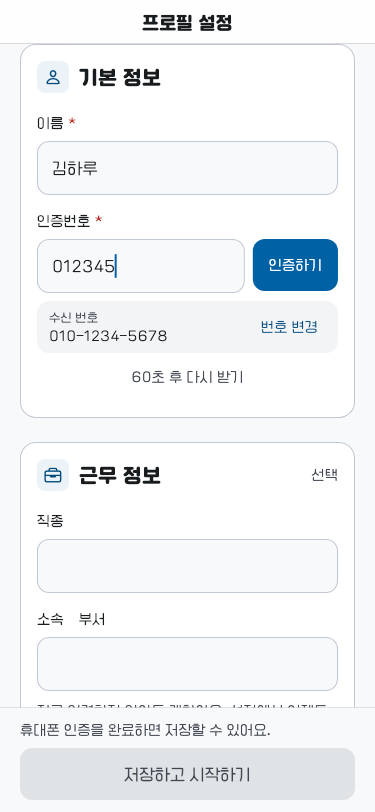 프로필 설정
기본 정보
이름 *
김하루
인증번호 *
012345
인증하기
수신 번호
010-1234-5678
번호 변경
60초 후 다시 받기
근무 정보
선택
직종
소속 부서
휴대폰 인증을 완료하면 저장할 수 있어요.
저장하고 시작하기